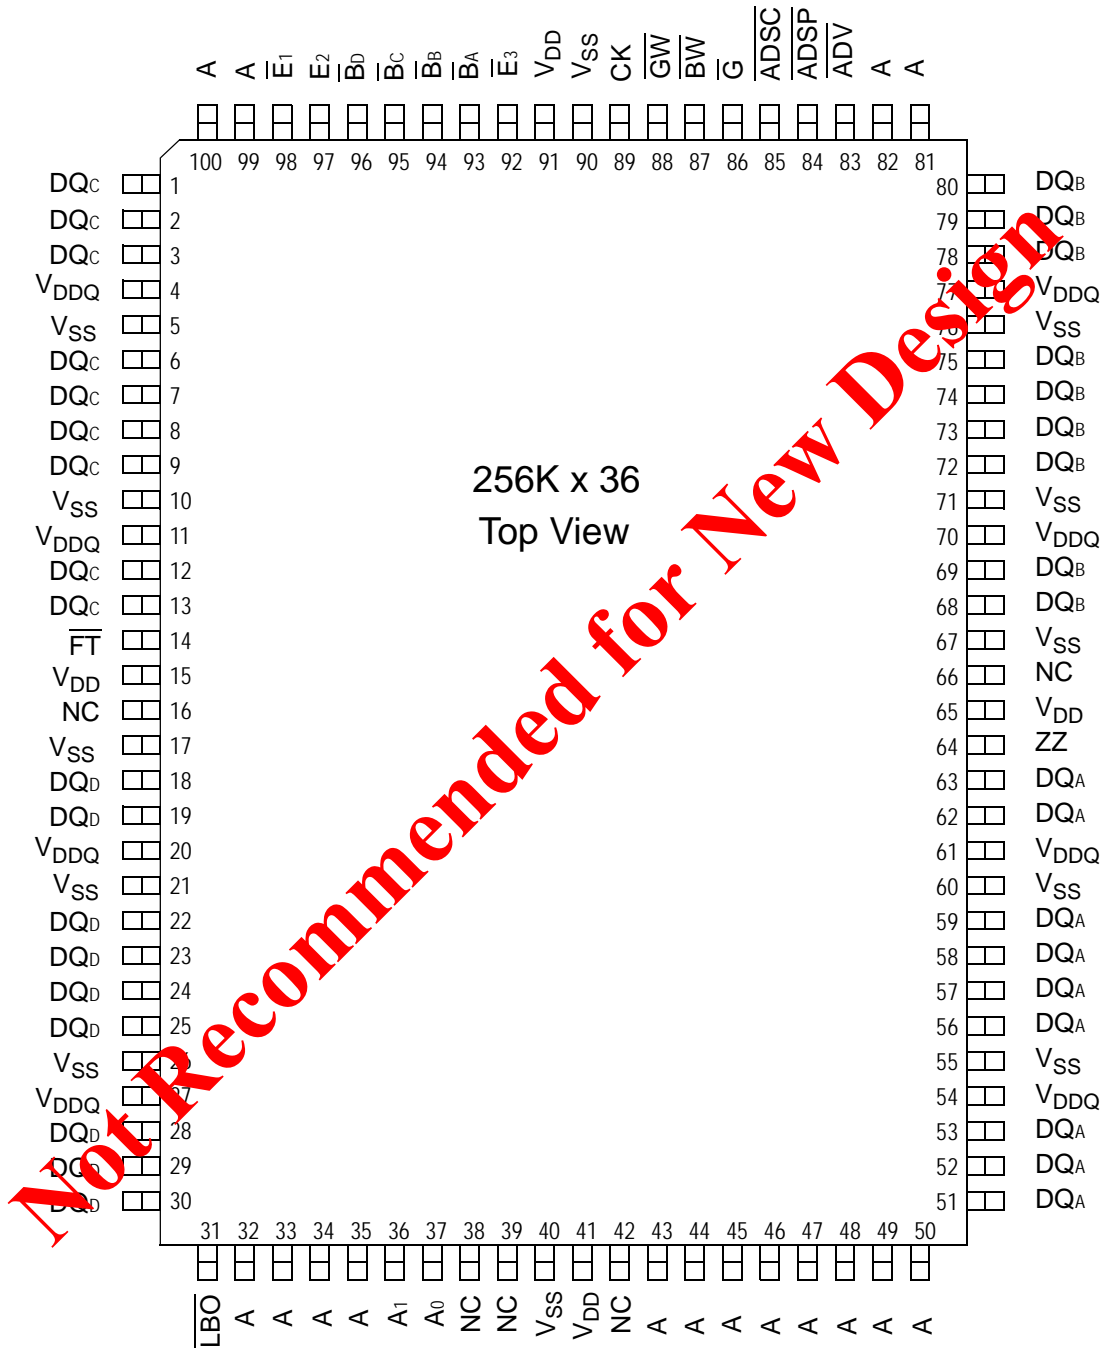 A A E1 E2 BD BC BB BA E3 VDD VSS CK GW BW G ADSC ADSP ADV A A
100 99 98 97 96 95 94 93 92 91 90 89 88 87 86 85 84 83 82 81
DQC 1 80 DQB
DQC 2 79 DQB
DQC 3 78 DQB
VDDQ 4 77 VDDQ
VSS 5 76 VSS
DQC 6 75 DQB
DQC 7 74 DQB
DQC 8 73 DQB
DQC 9 72 DQB
256K x 36
VSS 10 71 VSS
Top View
VDDQ 11 70 VDDQ
DQC 12 69 DQB
DQC 13 68 DQB
FT 14 67 VSS
VDD 15 66 NC
NC 16 65 VDD
VSS 17 64 ZZ
DQD 18 63 DQA
DQD 19 62 DQA
VDDQ 20 61 VDDQ
VSS 21 60 VSS
DQD 22 59 DQA
DQD 23 58 DQA
DQD 24 57 DQA
DQD 25 56 DQA
VSS 26 55 VSS
VDDQ 27 54 VDDQ
DQD 28 53 DQA
DQD 29 52 DQA
DQD 30 51 DQA
31 32 33 34 35 36 37 38 39 40 41 42 43 44 45 46 47 48 49 50
LBO A A A A A1 A0 NC NC VSS VDD NC A A A A A A A A
Not Recommended for New Design